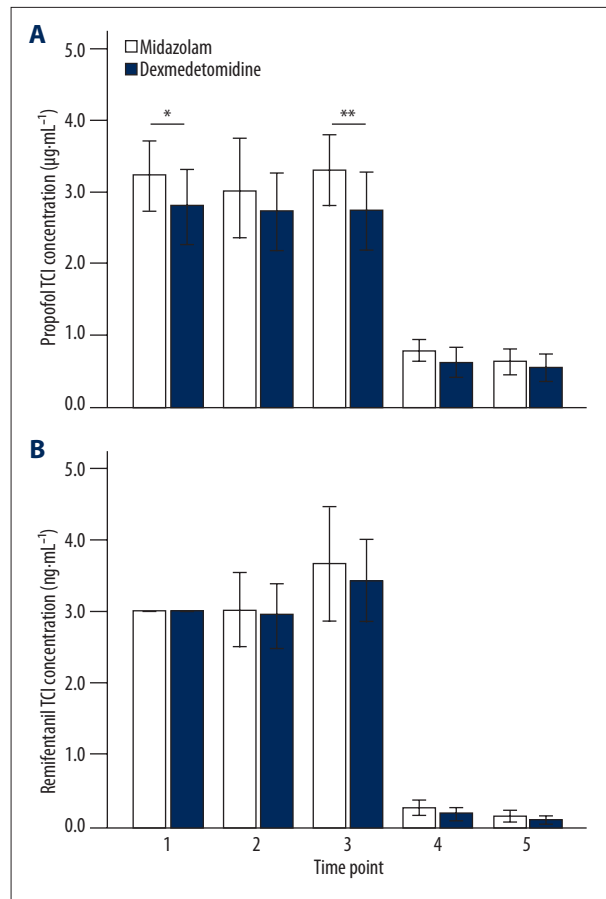 A
5.0
4.0
3.0
2.0
1.0
0.0
Propofol TCI concentration (µg·mL⁻¹)
Midazolam
Dexmedetomidine
*
**
B
5.0
4.0
3.0
2.0
1.0
0.0
Remifentanil TCI concentration (ng·mL⁻¹)
1 2 3 4 5
Time point